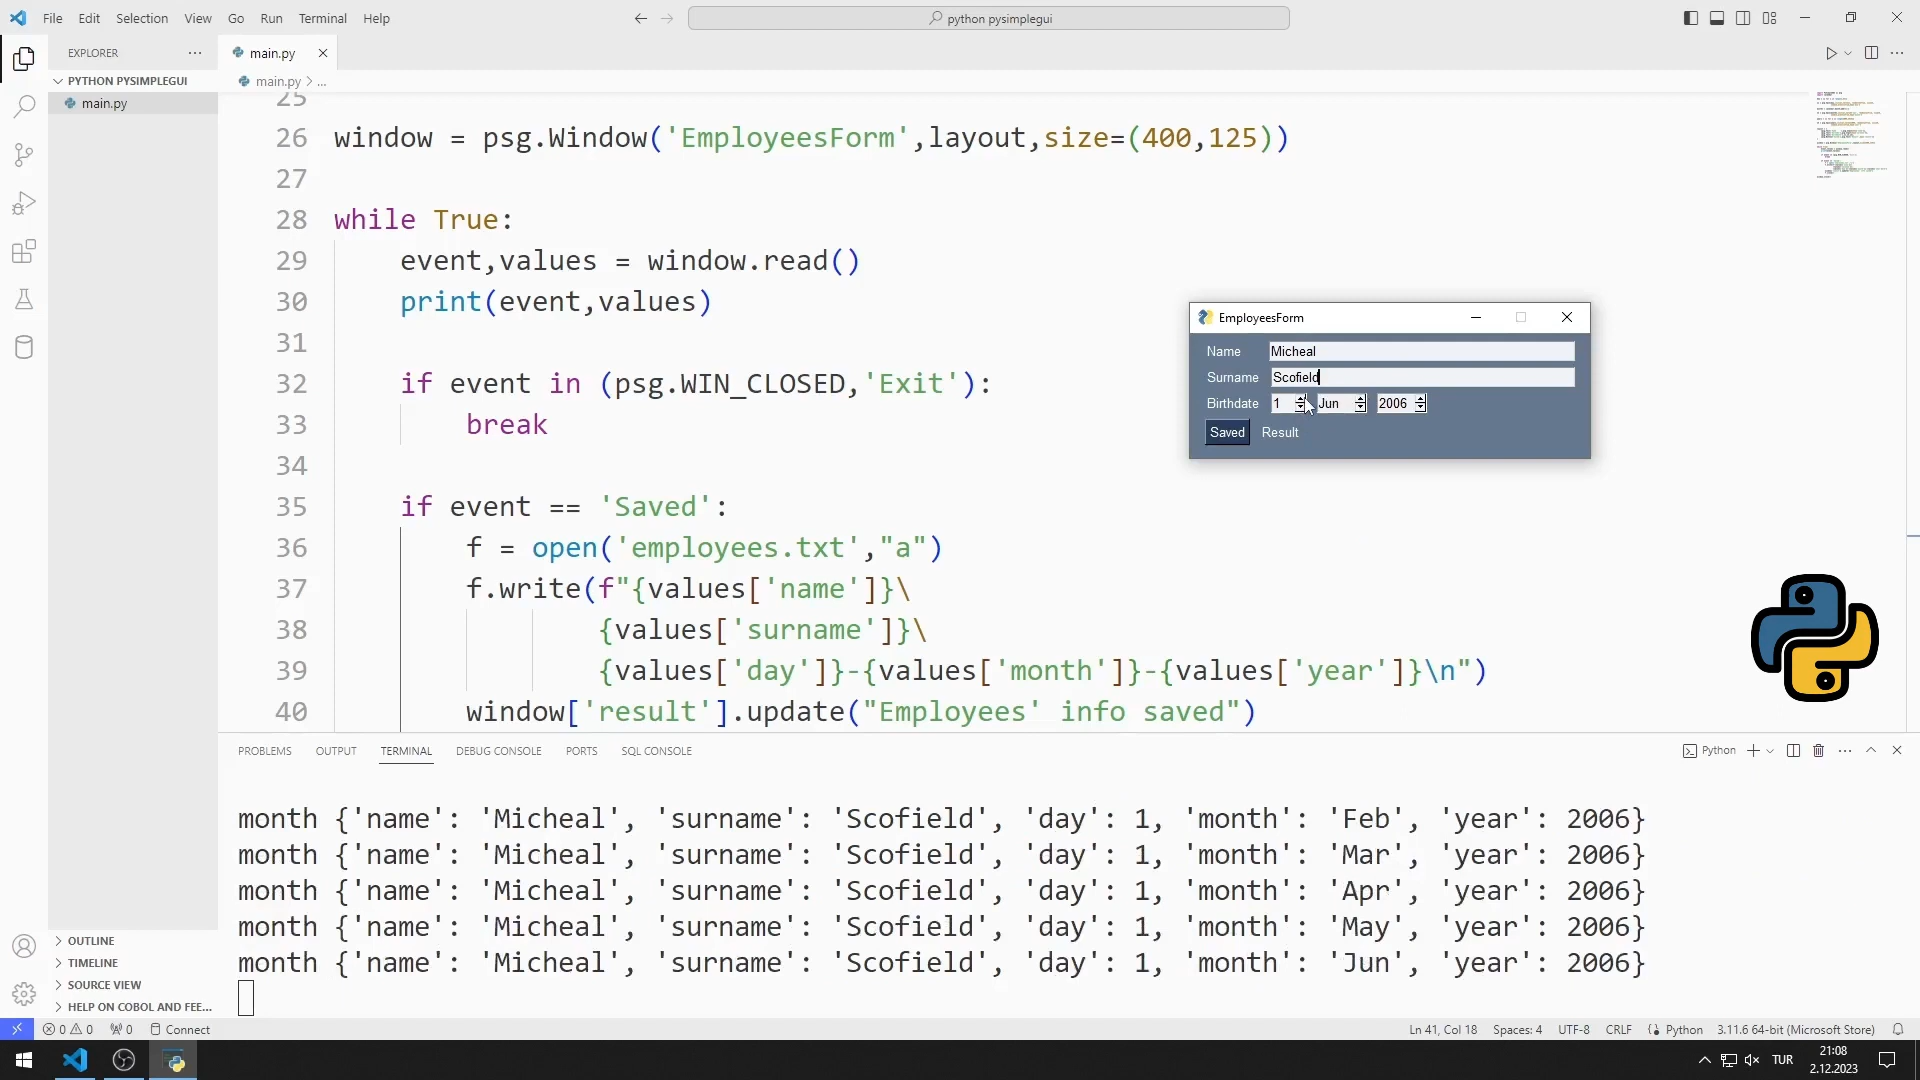 File Edit Selection View Go Run Terminal Help
python pysimplegui
EXPLORER
PYTHON PYSIMPLEGUI
main.py
main.py
main.py > ...
25
26 window = psg.Window('EmployeesForm',layout,size=(400,125))
27
28 while True:
29 event,values = window.read()
30 print(event,values)
31
32 if event in (psg.WIN_CLOSED,'Exit'):
33 break
34
35 if event == 'Saved':
36 f = open('employees.txt',"a")
37 f.write(f"{values['name']}\
38 {values['surname']}\
39 {values['day']}-{values['month']}-{values['year']}\n")
40 window['result'].update("Employees' info saved")
EmployeesForm
Name Micheal
Surname Scofield
Birthdate 1 Jun 2006
Saved Result
PROBLEMS OUTPUT TERMINAL DEBUG CONSOLE PORTS SQL CONSOLE
Python
month {'name': 'Micheal', 'surname': 'Scofield', 'day': 1, 'month': 'Feb', 'year': 2006}
month {'name': 'Micheal', 'surname': 'Scofield', 'day': 1, 'month': 'Mar', 'year': 2006}
month {'name': 'Micheal', 'surname': 'Scofield', 'day': 1, 'month': 'Apr', 'year': 2006}
month {'name': 'Micheal', 'surname': 'Scofield', 'day': 1, 'month': 'May', 'year': 2006}
month {'name': 'Micheal', 'surname': 'Scofield', 'day': 1, 'month': 'Jun', 'year': 2006}
OUTLINE
TIMELINE
SOURCE VIEW
HELP ON COBOL AND FEE...
0 0 0 Connect
Ln 41, Col 18 Spaces: 4 UTF-8 CRLF Python 3.11.6 64-bit (Microsoft Store)
TUR
21:08
2.12.2023